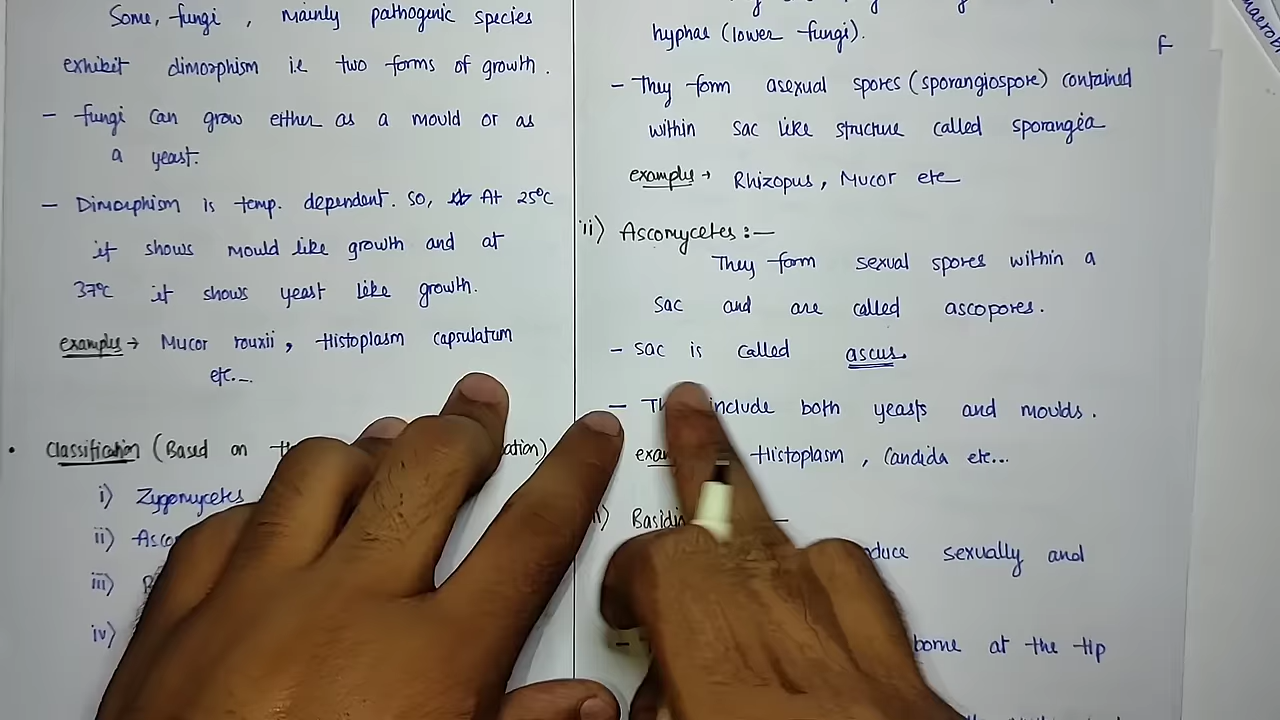 Some, fungi, mainly pathogenic species
exhibit dimorphism i.e two forms of growth.
- fungi can grow either as a mould or as
a yeast.
- Dimorphism is temp. dependent. so, At 25°C
it shows mould like growth and at
37°C it shows yeast like growth.
examples → Mucor rouxii, Histoplasm capsulatum
etc...
• Classification (Based on
i) Zygomycetes
ii) Asco
iii)
iv)
hyphae (lower fungi).
- They form asexual spores (sporangiospore) contained
within sac like structure called sporangia
examples → Rhizopus, Mucor etc
ii) Ascomycetes :-
They form sexual spores within a
sac and are called ascopores.
- sac is called ascus.
- include both yeasts and moulds.
Histoplasm, Candida etc...
Basidi
duce sexually and
borne at the tip
F